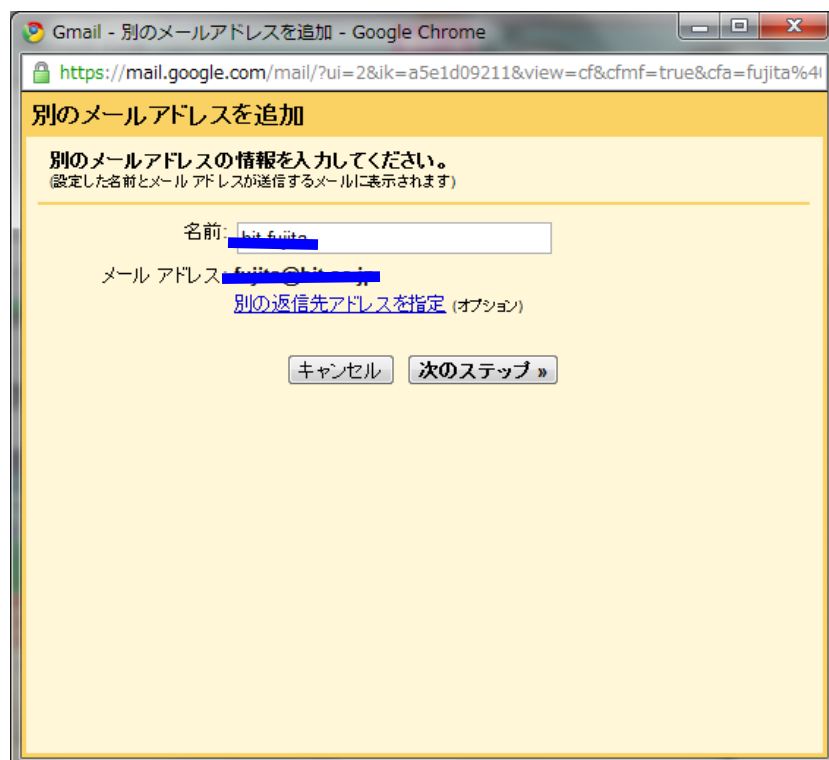 Gmail - 別のメールアドレスを追加 - Google Chrome
https://mail.google.com/mail/?ui=2&ik=a5e1d09211&view=cf&cfmf=true&cfa=fujita%4
別のメールアドレスを追加
別のメールアドレスの情報を入力してください。
(設定した名前とメール アドレスが送信するメールに表示されます)
名前:
メール アドレス:
別の返信先アドレスを指定 (オプション)
キャンセル 次のステップ »